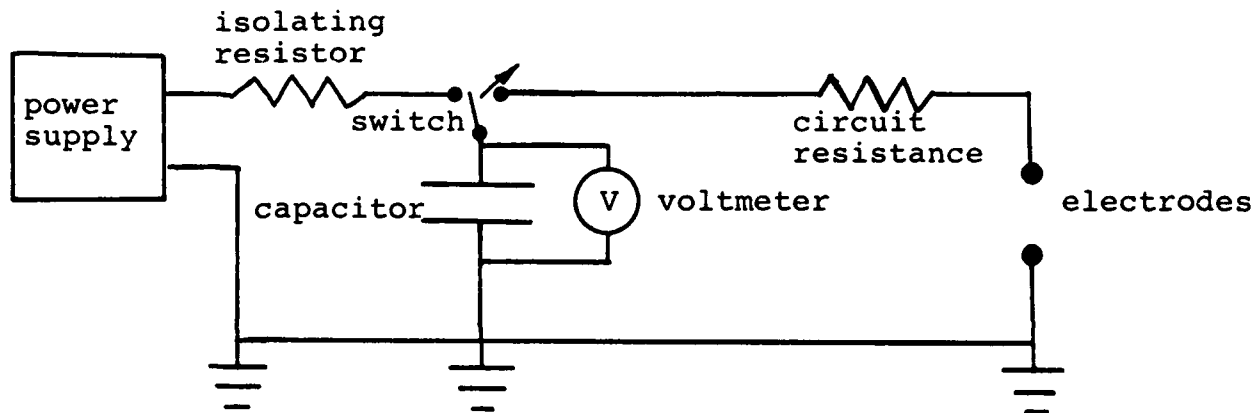 isolating
resistor
power
supply
switch
circuit
resistance
capacitor
V
voltmeter
electrodes